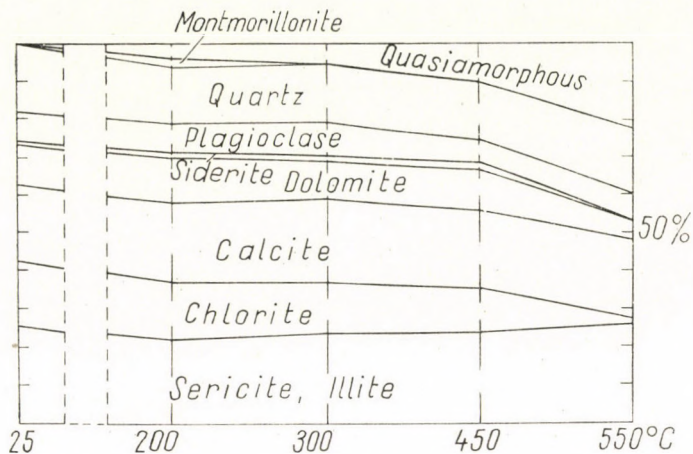 Montmorillonite
Quasiamorphous
Quartz
Plagioclase
Siderite Dolomite
50%
Calcite
Chlorite
Sericite, Illite
25 200 300 450 550°C